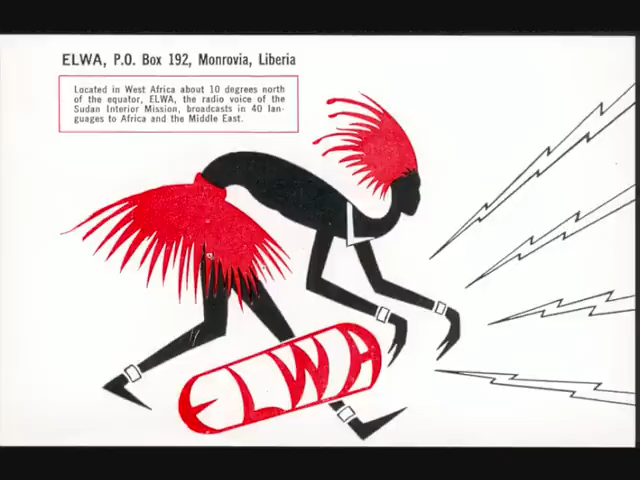 ELWA, P.O. Box 192, Monrovia, Liberia
Located in West Africa about 10 degrees north
of the equator, ELWA, the radio voice of the
Sudan Interior Mission, broadcasts in 40 lan-
guages to Africa and the Middle East.
ELWA